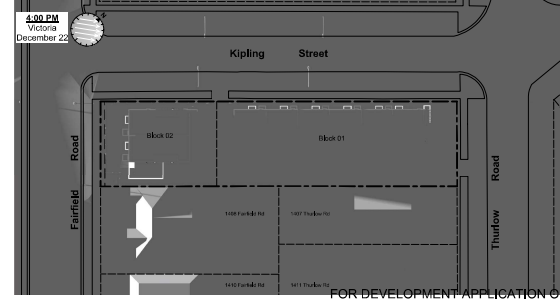 4:00 PM
Victoria
December 22
N
Kipling Street
Block 02
Block 01
Fairfield Road
Thurlow Road
1408 Fairfield Rd
1407 Thurlow Rd
1410 Fairfield Rd
1411 Thurlow Rd
FOR DEVELOPMENT APPLICATION O